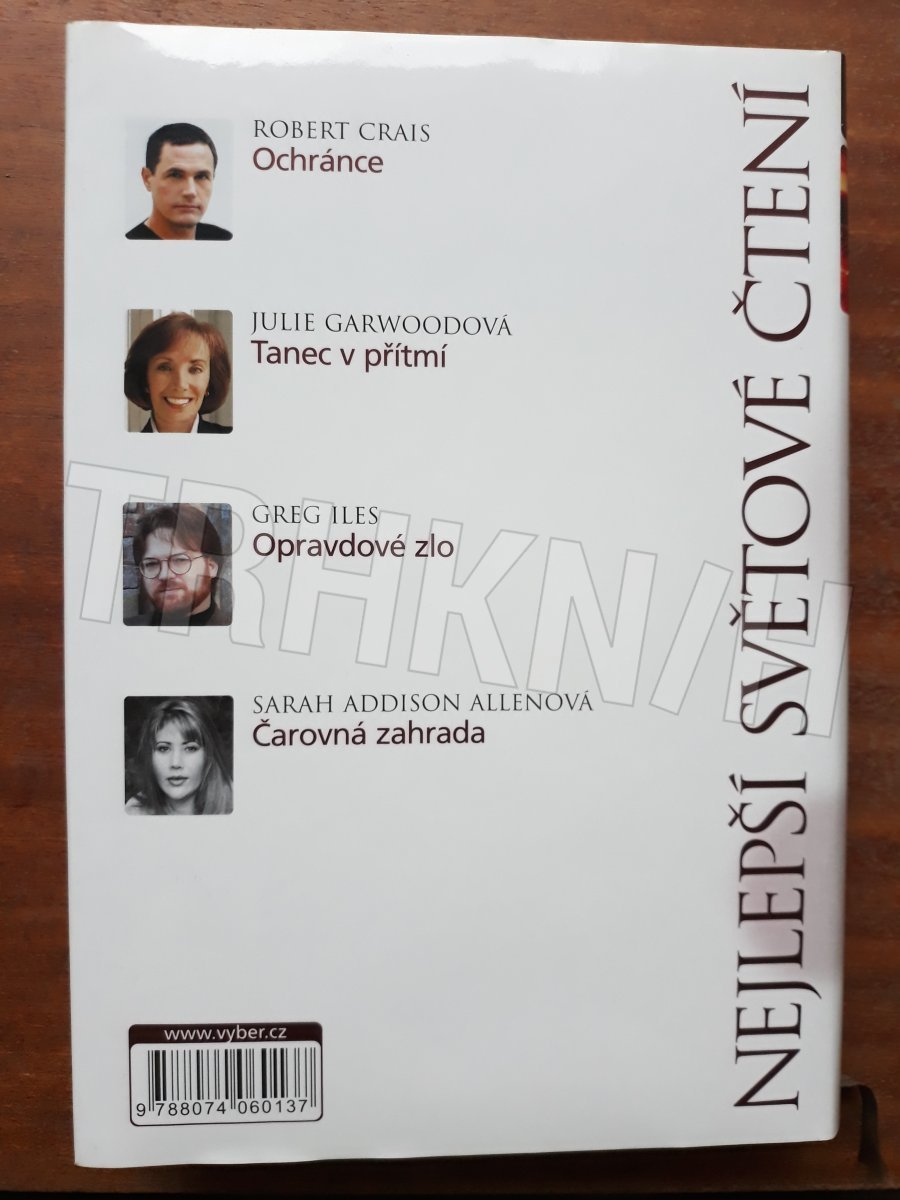 ROBERT CRAIS
Ochránce
JULIE GARWOODOVÁ
Tanec v přítmí
GREG ILES
Opravdové zlo
SARAH ADDISON ALLENOVÁ
Čarovná zahrada
NEJLEPŠÍ SVĚTOVÉ ČTENÍ
TRHKNIH
www.vyber.cz
9 788074 060137